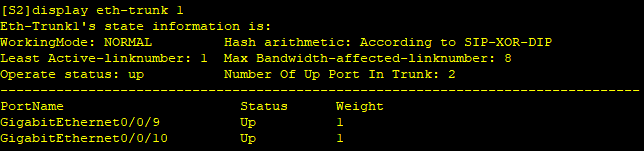 [S2]display eth-trunk 1
Eth-Trunk1's state information is:
WorkingMode: NORMAL         Hash arithmetic: According to SIP-XOR-DIP
Least Active-linknumber: 1  Max Bandwidth-affected-linknumber: 8
Operate status: up          Number Of Up Port In Trunk: 2
--------------------------------------------------------------------------------
PortName                      Status      Weight
GigabitEthernet0/0/9          Up          1
GigabitEthernet0/0/10         Up          1